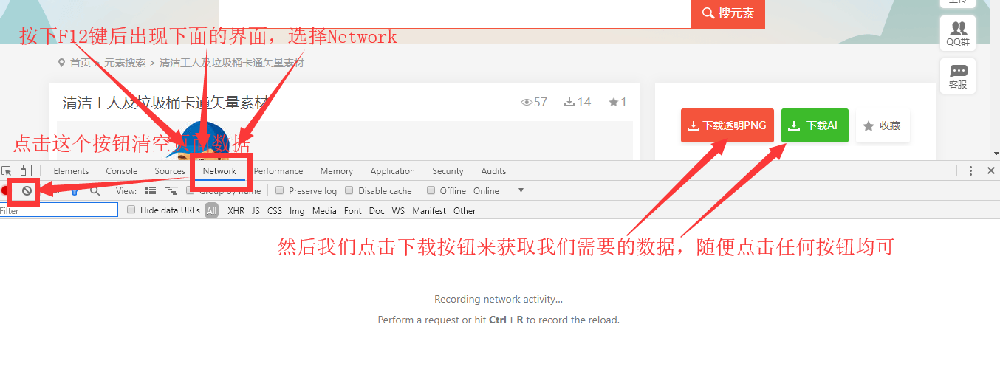 上传
搜元素
QQ群
按下F12键后出现下面的界面，选择Network
首页 > 元素搜索 > 清洁工人及垃圾桶卡通矢量素材
客服
清洁工人及垃圾桶卡通矢量素材
57
14
1
下载透明PNG
下载AI
收藏
点击这个按钮清空页面数据
Elements Console Sources Network Performance Memory Application Security Audits
View: Group by frame Preserve log Disable cache Offline Online
Filter Hide data URLs All XHR JS CSS Img Media Font Doc WS Manifest Other
然后我们点击下载按钮来获取我们需要的数据，随便点击任何按钮均可
Recording network activity...
Perform a request or hit Ctrl + R to record the reload.